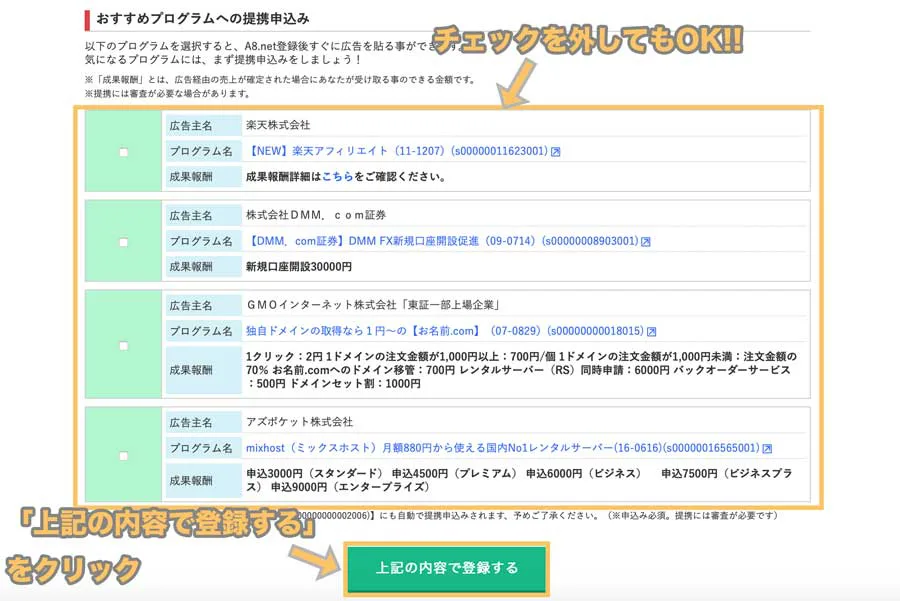 おすすめプログラムへの提携申込み
以下のプログラムを選択すると、A8.net登録後すぐに広告を貼る事ができ
チェックを外してもOK!!
気になるプログラムには、まず提携申込みをしましょう！
※「成果報酬」とは、広告経由の売上が確定された場合にあなたが受け取る事のできる金額です。
※提携には審査が必要な場合があります。
広告主名 楽天株式会社
プログラム名 【NEW】楽天アフィリエイト（11-1207）(s00000011623001)
成果報酬 成果報酬詳細はこちらをご確認ください。
広告主名 株式会社ＤＭＭ．ｃｏｍ証券
プログラム名 【DMM．com証券】DMM FX新規口座開設促進（09-0714）(s00000008903001)
成果報酬 新規口座開設30000円
広告主名 ＧＭＯインターネット株式会社「東証一部上場企業」
プログラム名 独自ドメインの取得なら１円〜の【お名前.com】（07-0829）(s00000000018015)
成果報酬 1クリック：2円 1ドメインの注文金額が1,000円以上：700円/個 1ドメインの注文金額が1,000円未満：注文金額の
70% お名前.comへのドメイン移管：700円 レンタルサーバー（RS）同時申請：6000円 バックオーダーサービス
：500円 ドメインセット割：1000円
広告主名 アズポケット株式会社
プログラム名 mixhost（ミックスホスト）月額880円から使える国内No1レンタルサーバー(16-0616)(s00000016565001)
成果報酬 申込3000円（スタンダード） 申込4500円（プレミアム） 申込6000円（ビジネス） 申込7500円（ビジネスプラ
ス） 申込9000円（エンタープライズ）
00000000002006)】にも自動で提携申込みされます、予めご了承ください。（※申込み必須。提携には審査が必要です）
「上記の内容で登録する」
をクリック
上記の内容で登録する